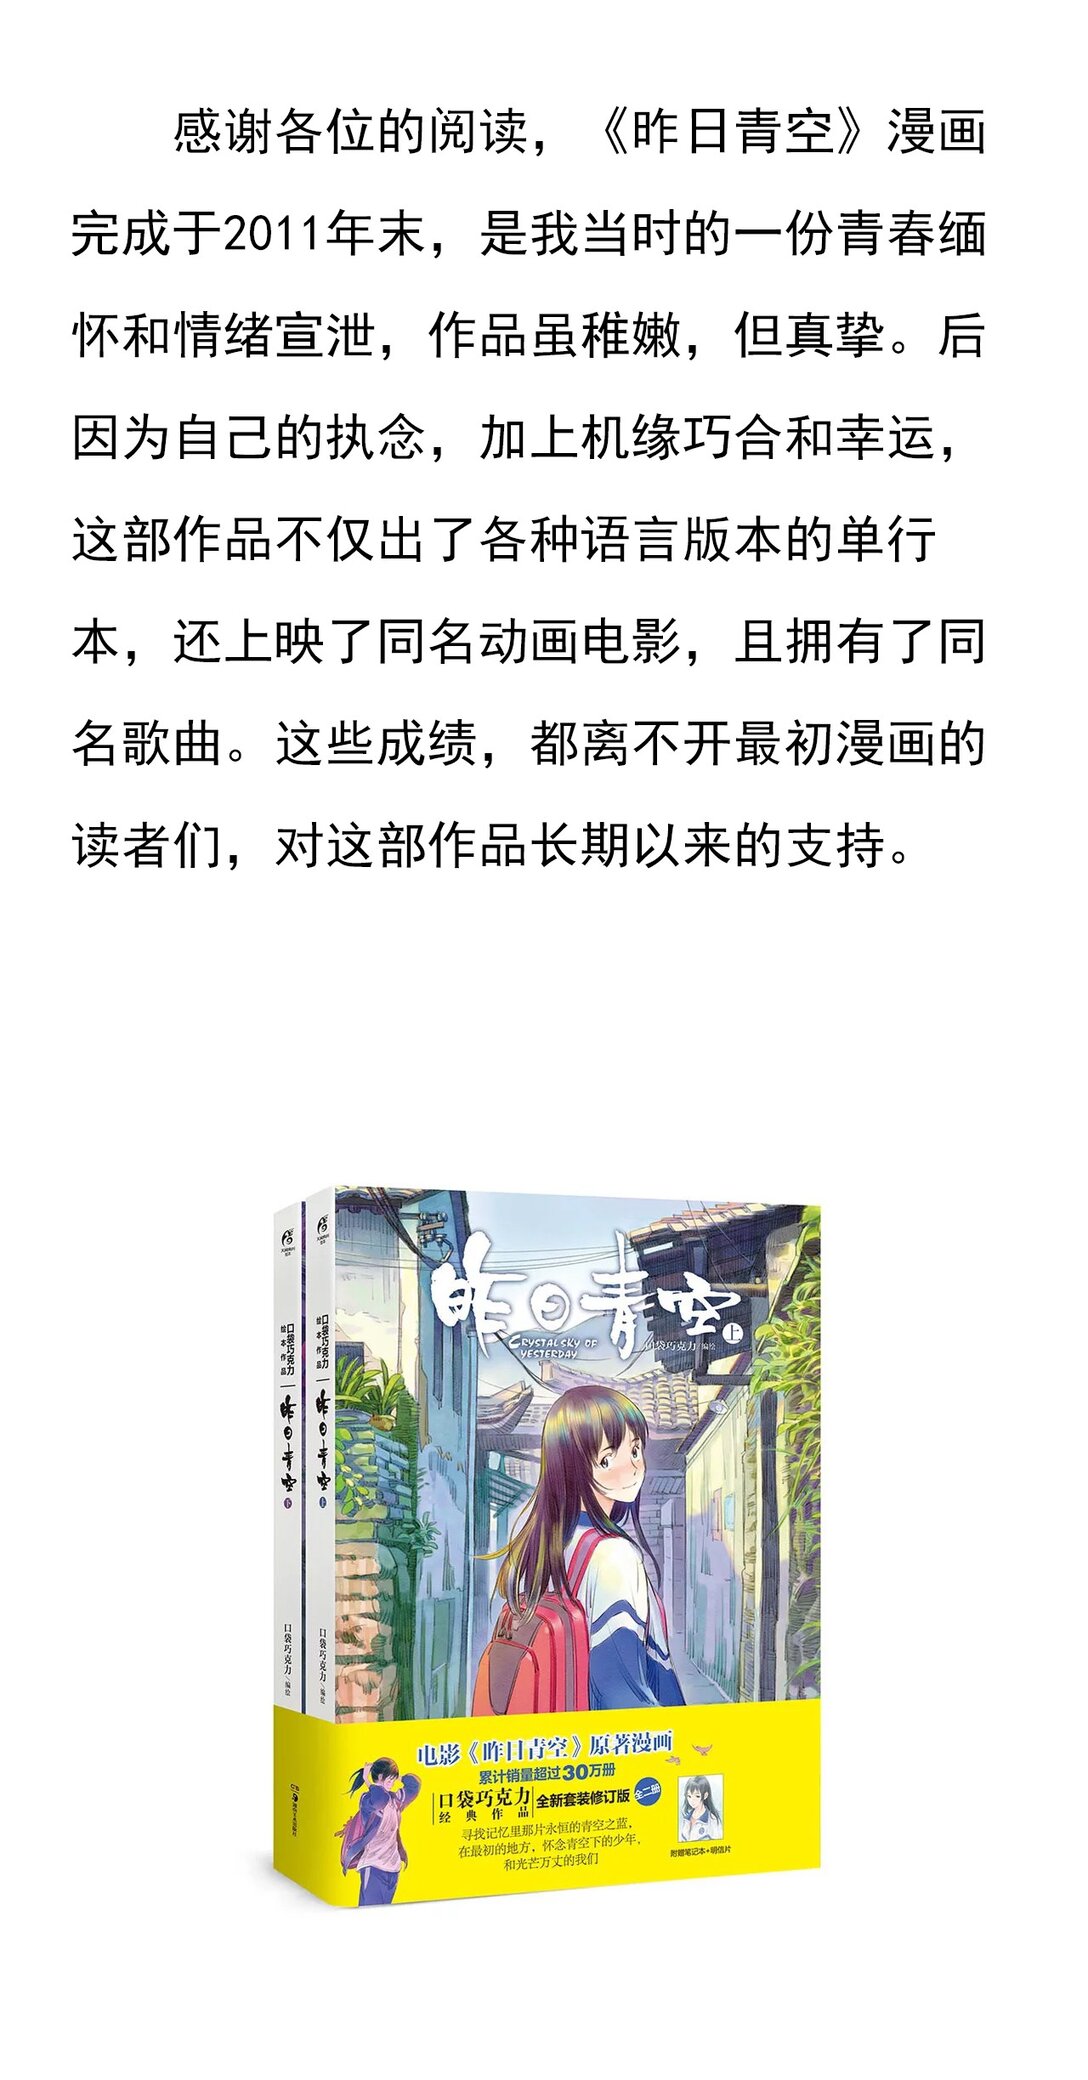 感谢各位的阅读，《昨日青空》漫画
完成于2011年末，是我当时的一份青春缅
怀和情绪宣泄，作品虽稚嫩，但真挚。后
因为自己的执念，加上机缘巧合和幸运，
这部作品不仅出了各种语言版本的单行
本，还上映了同名动画电影，且拥有了同
名歌曲。这些成绩，都离不开最初漫画的
读者们，对这部作品长期以来的支持。
昨日青空 上
CRYSTAL SKY OF
YESTERDAY
口袋巧克力/编绘
口袋巧克力
绘本作品
昨日青空 下
口袋巧克力/编绘
口袋巧克力
绘本作品
昨日青空 上
口袋巧克力/编绘
电影《昨日青空》原著漫画
累计销量超过30万册
口袋巧克力
经典作品
全新套装修订版 全二册
寻找记忆里那片永恒的青空之蓝，
在最初的地方，怀念青空下的少年，
和光芒万丈的我们
附赠笔记本+明信片